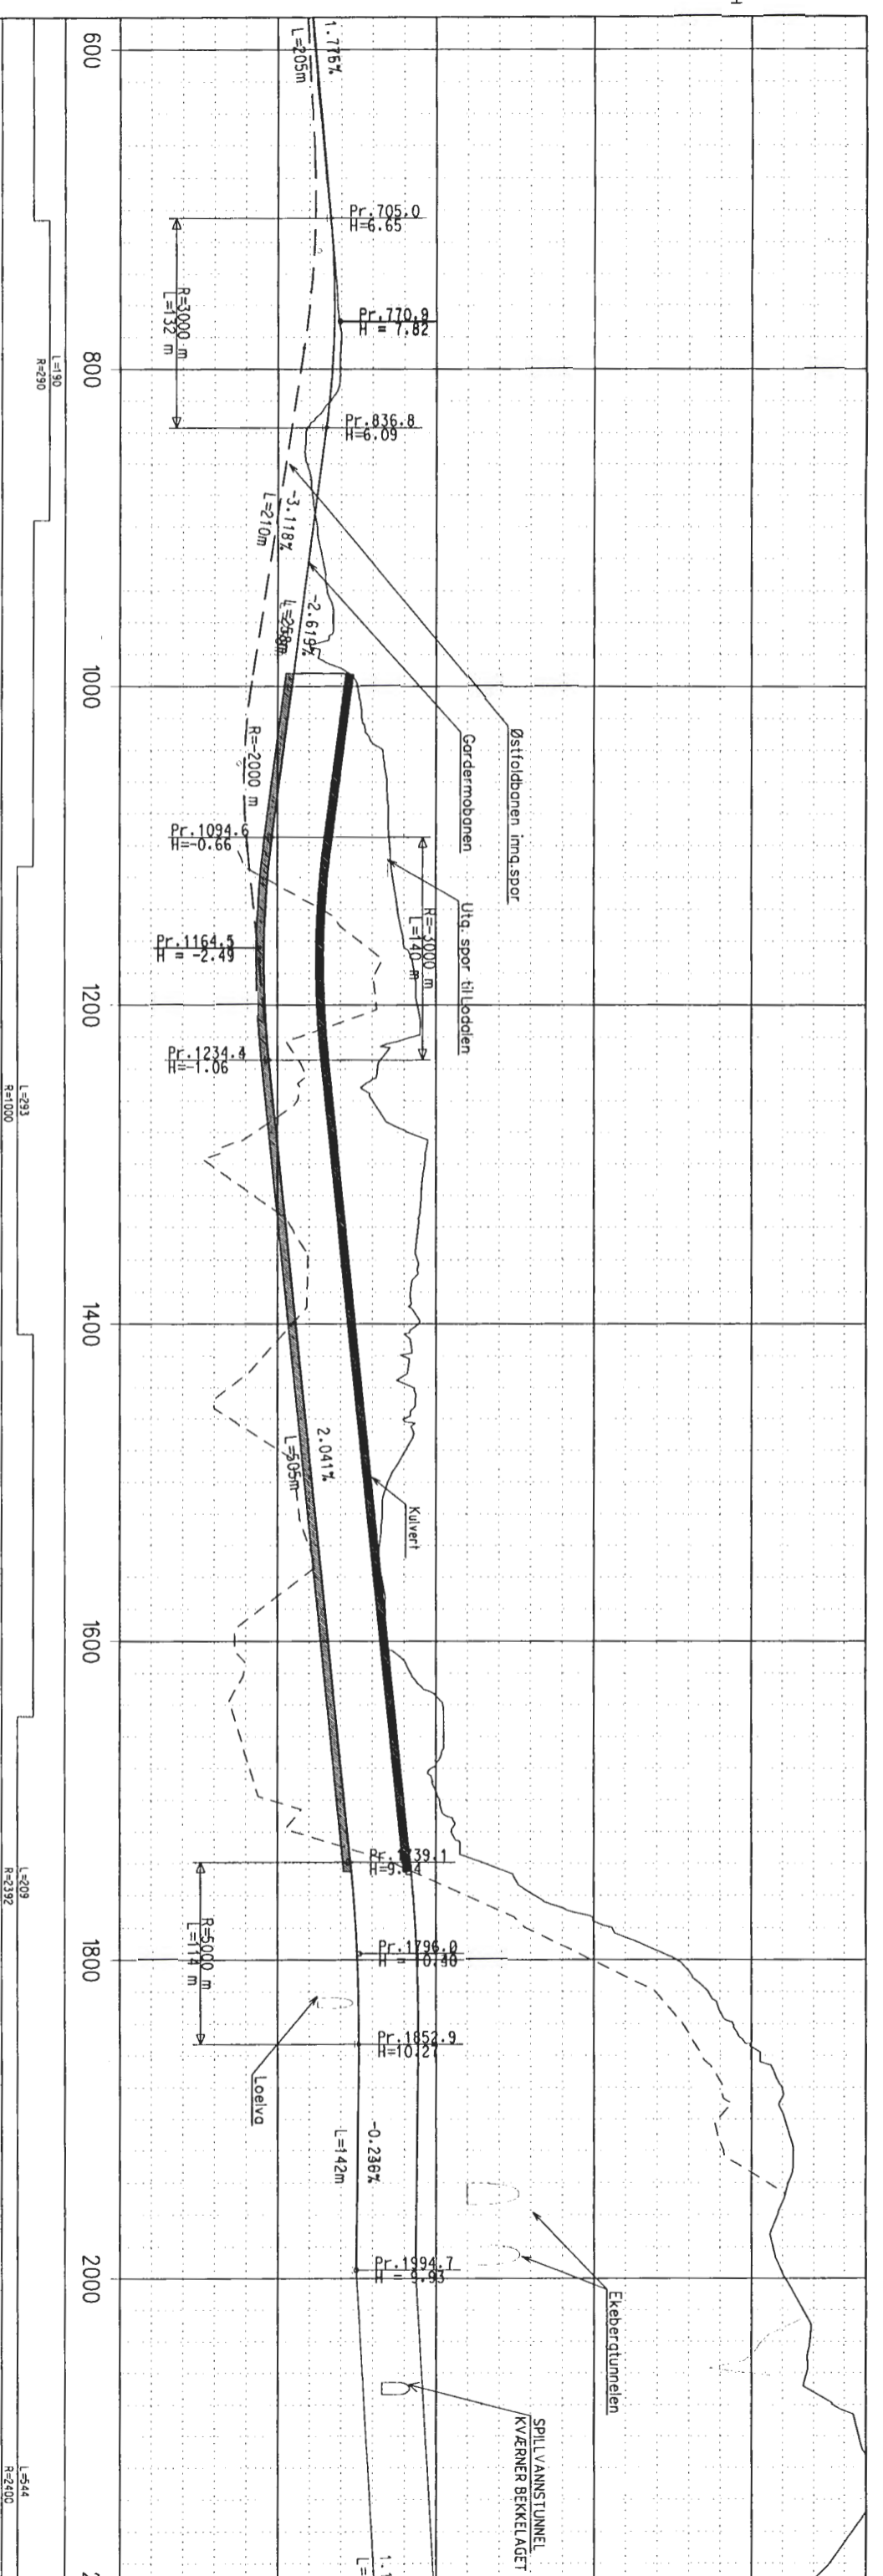 600
800
1000
1200
1400
1600
1800
2000
1.776%
L=205m
Pr.705.0
H=6.65
R=3000 m
L=132 m
Pr.770.9
H = 7.82
Pr.836.8
H=6.09
-3.118%
L=210m
-2.619%
L=258m
Østfoldbanen inng.spor
Gardermobanen
Utg. spor til Lodalen
R=-2000 m
Pr.1094.6
H=-0.66
R=-3000 m
L=140 m
Pr.1164.5
H = -2.49
Pr.1234.4
H=-1.06
2.041%
L=505m
Kulvert
H=9.
R=5000 m
L=114 m
Pr.1796.0
H = 10.40
Pr.1852.9
H=10.21
Loelva
-0.236%
L=142m
Pr.1994.7
H = 9.93
Ekebergtunnelen
SPILLVANNSTUNNEL
KVÆRNER BEKKELAGET
1.1
L=
L=190
R=290
L=293
R=1000
L=209
R=2392
L=544
R=2400